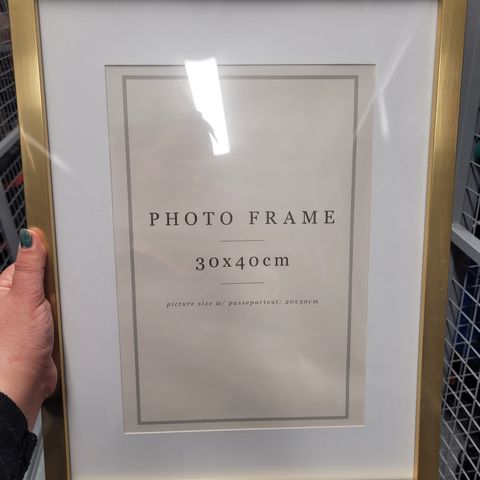 PHOTO FRAME
30x40cm
picture size w/ passepartout: 20x30cm